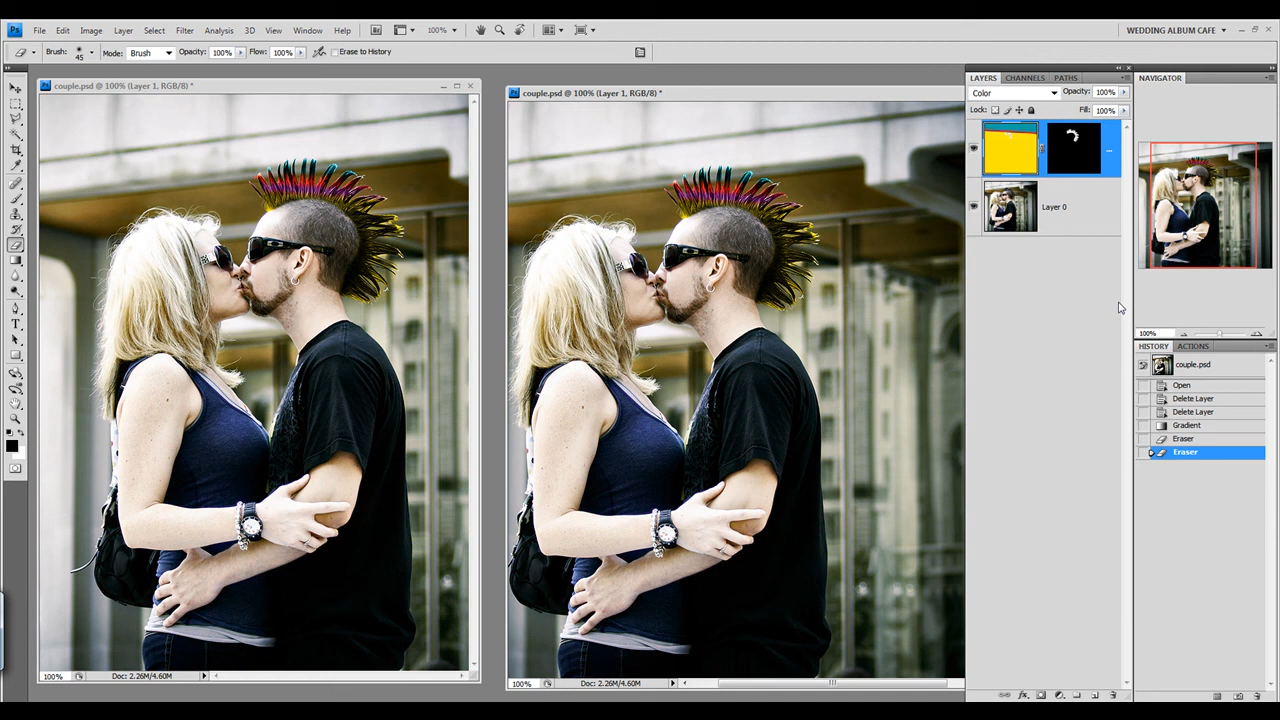 Ps File Edit Image Layer Select Filter Analysis 3D View Window Help 100% WEDDING ALBUM CAFE
Brush: 45 Mode: Brush Opacity: 100% Flow: 100% Erase to History
couple.psd @ 100% (Layer 1, RGB/8) *
couple.psd @ 100% (Layer 1, RGB/8) *
LAYERS CHANNELS PATHS
Color Opacity: 100%
Lock: Fill: 100%
...
Layer 0
NAVIGATOR
100%
HISTORY ACTIONS
couple.psd
Open
Delete Layer
Delete Layer
Gradient
Eraser
Eraser
100% Doc: 2.26M/4.60M
100% Doc: 2.26M/4.60M